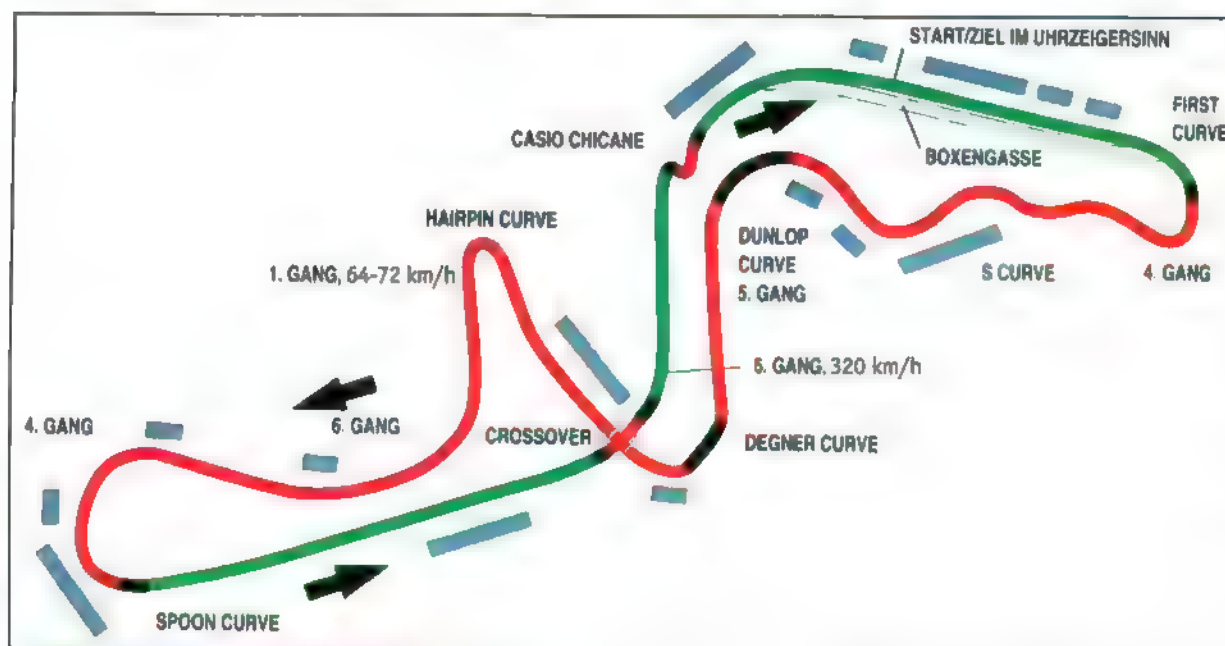 START/ZIEL IM UHRZEIGERSINN
FIRST
CURVE
CASIO CHICANE
BOXENGASSE
HAIRPIN CURVE
1. GANG, 64-72 km/h
DUNLOP
CURVE
5. GANG
S CURVE
4. GANG
6. GANG, 320 km/h
4. GANG
6. GANG
CROSSOVER
DEGNER CURVE
SPOON CURVE